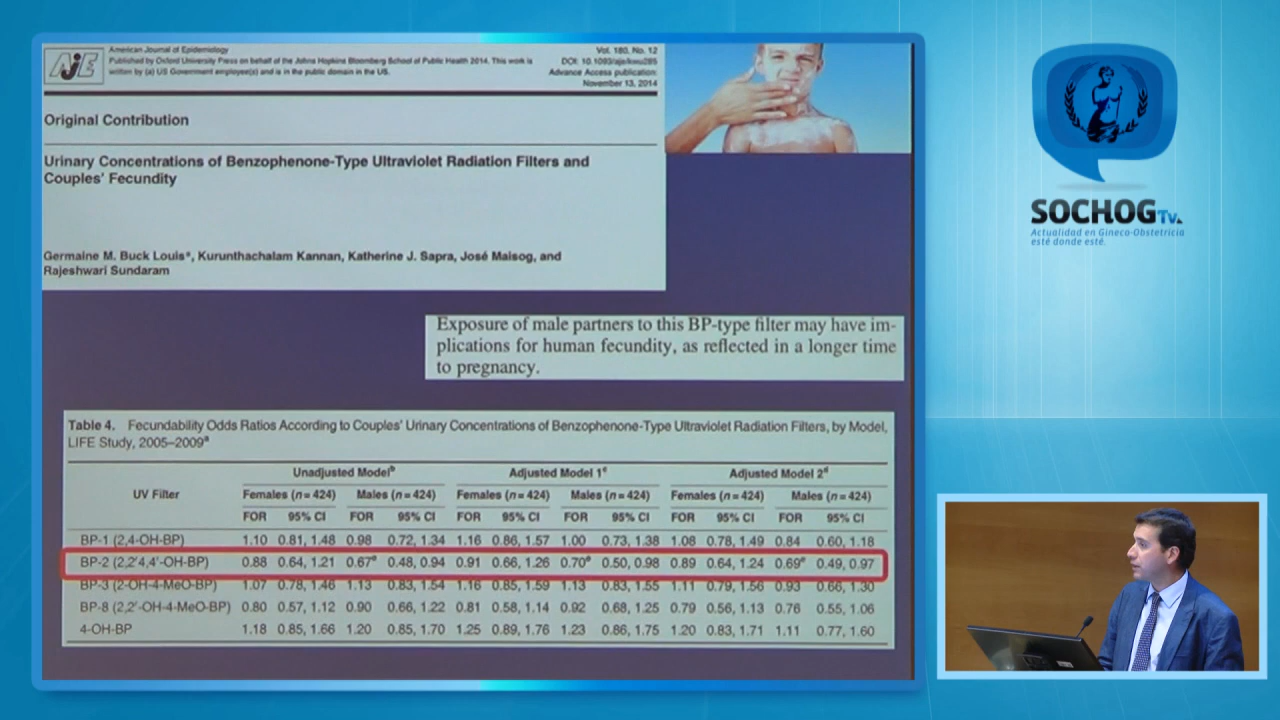 AJE
American Journal of Epidemiology
Published by Oxford University Press on behalf of the Johns Hopkins Bloomberg School of Public Health 2014. This work is
written by (a) US Government employee(s) and is in the public domain in the US.
Vol. 180, No. 12
DOI: 10.1093/aje/kwu285
Advance Access publication:
November 13, 2014
Original Contribution
Urinary Concentrations of Benzophenone-Type Ultraviolet Radiation Filters and
Couples' Fecundity
Germaine M. Buck Louis*, Kurunthachalam Kannan, Katherine J. Sapra, José Maisog, and
Rajeshwari Sundaram
Exposure of male partners to this BP-type filter may have im-
plications for human fecundity, as reflected in a longer time
to pregnancy.
Table 4. Fecundability Odds Ratios According to Couples' Urinary Concentrations of Benzophenone-Type Ultraviolet Radiation Filters, by Model,
LIFE Study, 2005–2009a
Unadjusted Modelb Adjusted Model 1c Adjusted Model 2d
UV Filter Females (n = 424) Males (n = 424) Females (n = 424) Males (n = 424) Females (n = 424) Males (n = 424)
FOR 95% CI FOR 95% CI FOR 95% CI FOR 95% CI FOR 95% CI FOR 95% CI
BP-1 (2,4-OH-BP) 1.10 0.81, 1.48 0.98 0.72, 1.34 1.16 0.86, 1.57 1.00 0.73, 1.38 1.08 0.78, 1.49 0.84 0.60, 1.18
BP-2 (2,2'4,4'-OH-BP) 0.88 0.64, 1.21 0.67e 0.48, 0.94 0.91 0.66, 1.26 0.70e 0.50, 0.98 0.89 0.64, 1.24 0.69e 0.49, 0.97
BP-3 (2-OH-4-MeO-BP) 1.07 0.78, 1.46 1.13 0.83, 1.54 1.16 0.85, 1.59 1.13 0.83, 1.55 1.11 0.79, 1.56 0.93 0.66, 1.30
BP-8 (2,2'-OH-4-MeO-BP) 0.80 0.57, 1.12 0.90 0.66, 1.22 0.81 0.58, 1.14 0.92 0.68, 1.25 0.79 0.56, 1.13 0.76 0.55, 1.06
4-OH-BP 1.18 0.85, 1.66 1.20 0.85, 1.70 1.25 0.89, 1.76 1.23 0.86, 1.75 1.20 0.83, 1.71 1.11 0.77, 1.60
SOCHOG Tv.
Actualidad en Gineco-Obstetricia
esté donde esté.